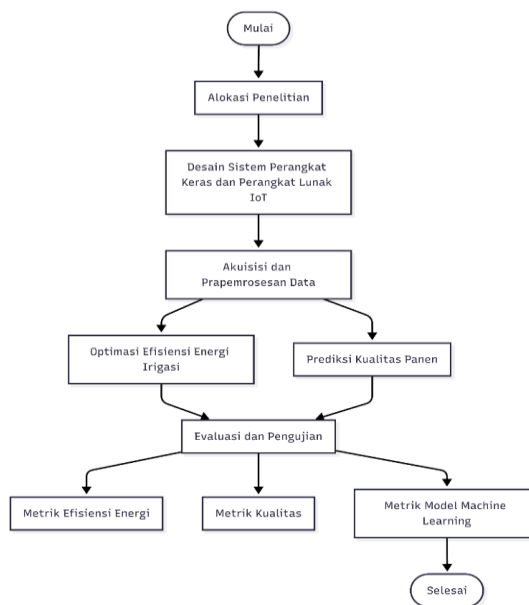 Mulai
Alokasi Penelitian
Desain Sistem Perangkat
Keras dan Perangkat Lunak
IoT
Akuisisi dan
Prapemrosesan Data
Optimasi Efisiensi Energi
Irigasi
Prediksi Kualitas Panen
Evaluasi dan Pengujian
Metrik Efisiensi Energi
Metrik Kualitas
Metrik Model Machine
Learning
Selesai